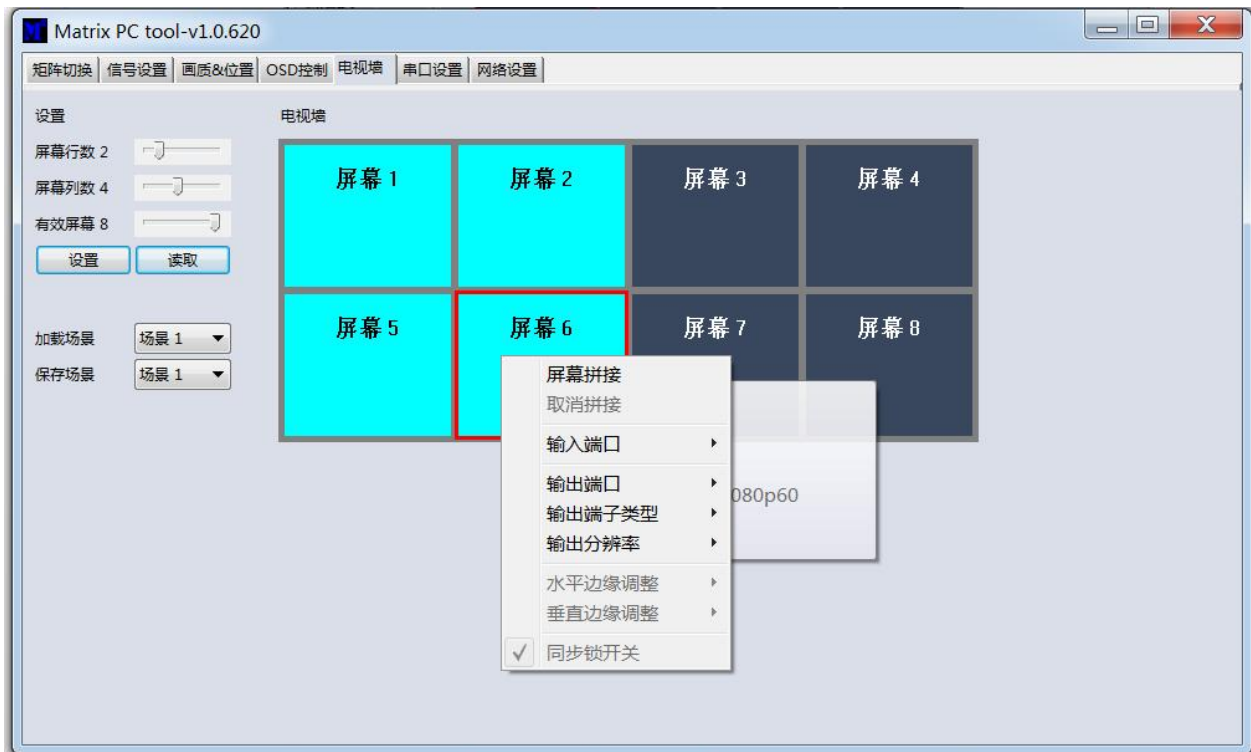 Matrix PC tool-v1.0.620
矩阵切换 信号设置 画质&位置 OSD控制 电视墙 串口设置 网络设置
设置
电视墙
屏幕行数 2
屏幕列数 4
有效屏幕 8
设置 读取
加载场景 场景 1
保存场景 场景 1
屏幕 1 屏幕 2 屏幕 3 屏幕 4
屏幕 5 屏幕 6 屏幕 7 屏幕 8
屏幕拼接
取消拼接
输入端口
输出端口
输出端子类型
输出分辨率
水平边缘调整
垂直边缘调整
同步锁开关
080p60